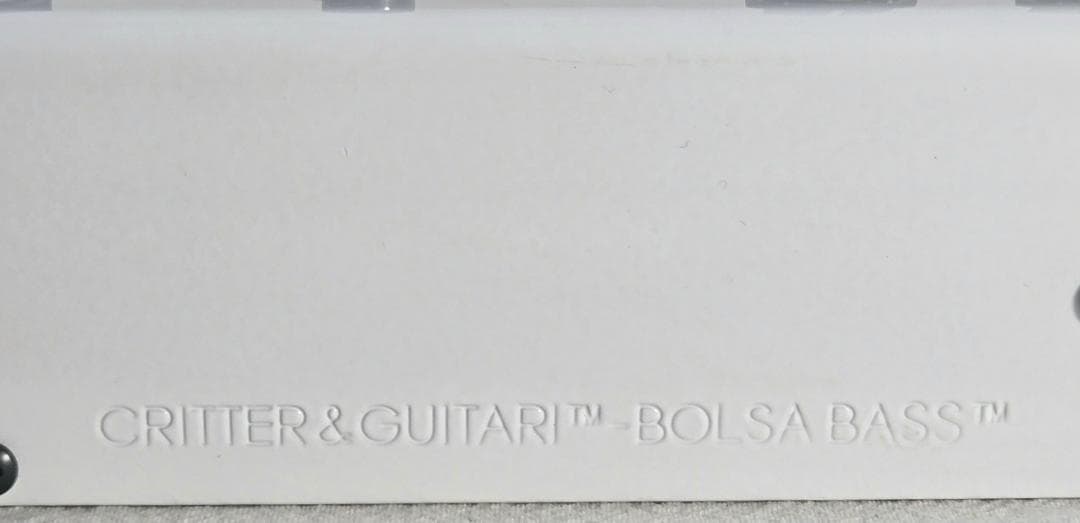 CRITTER & GUITARI™-BOLSA BASS™